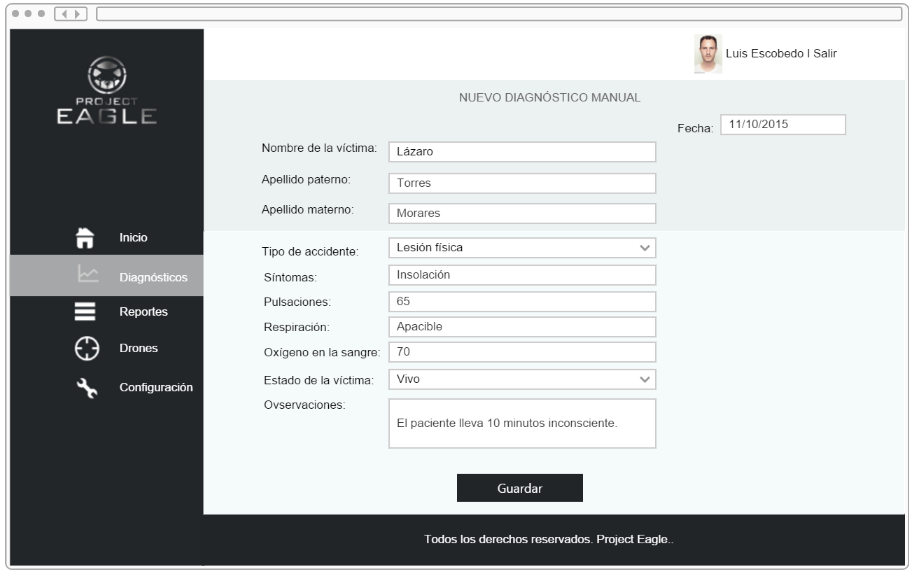 Luis Escobedo I Salir
PROJECT
EAGLE
NUEVO DIAGNÓSTICO MANUAL
Fecha: 11/10/2015
Nombre de la víctima: Lázaro
Apellido paterno: Torres
Apellido materno: Morares
Inicio
Diagnósticos
Reportes
Drones
Configuración
Tipo de accidente: Lesión física
Síntomas: Insolación
Pulsaciones: 65
Respiración: Apacible
Oxígeno en la sangre: 70
Estado de la víctima: Vivo
Ovservaciones:
El paciente lleva 10 minutos inconsciente.
Guardar
Todos los derechos reservados. Project Eagle..